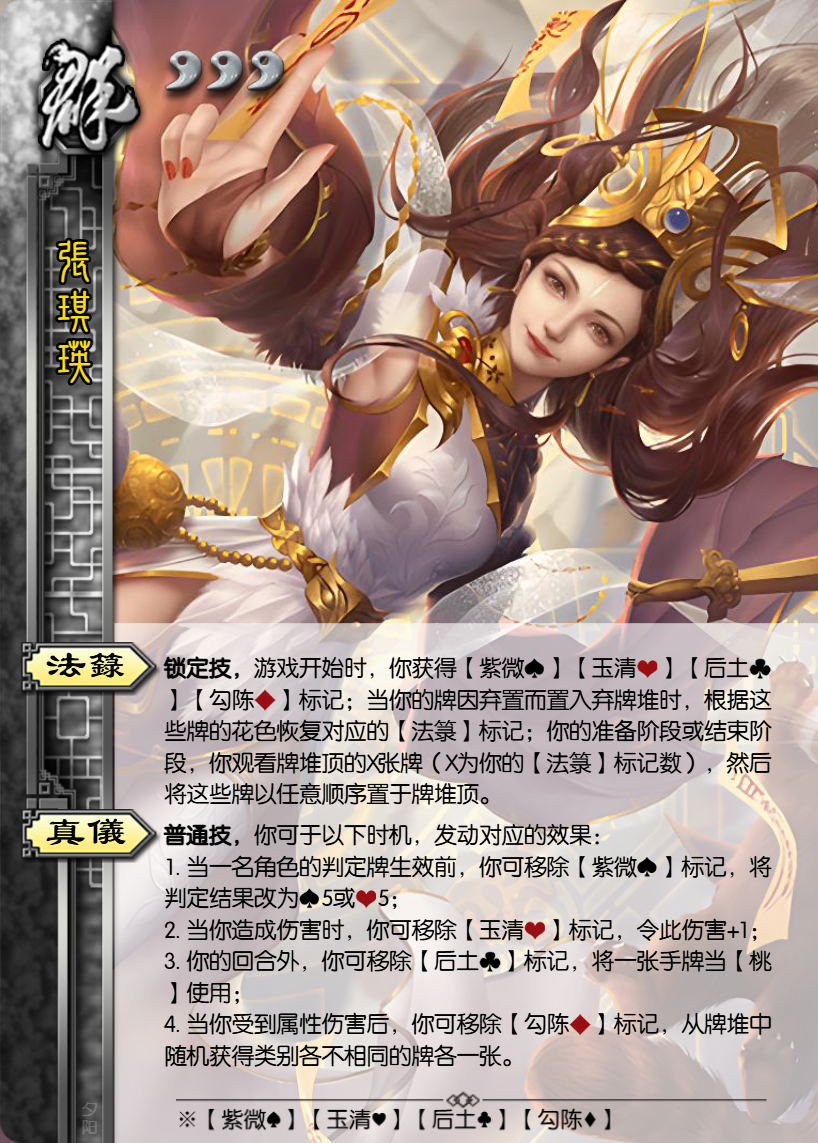 群
張琪瑛
法籙
锁定技，游戏开始时，你获得【紫微♠】【玉清♥】【后土♣
】【勾陈♦】标记；当你的牌因弃置而置入弃牌堆时，根据这
些牌的花色恢复对应的【法箓】标记；你的准备阶段或结束阶
段，你观看牌堆顶的X张牌（X为你的【法箓】标记数），然后
将这些牌以任意顺序置于牌堆顶。
真儀
普通技，你可于以下时机，发动对应的效果：
1. 当一名角色的判定牌生效前，你可移除【紫微♠】标记，将
判定结果改为♠5或♥5；
2. 当你造成伤害时，你可移除【玉清♥】标记，令此伤害+1；
3. 你的回合外，你可移除【后土♣】标记，将一张手牌当【桃
】使用；
4. 当你受到属性伤害后，你可移除【勾陈♦】标记，从牌堆中
随机获得类别各不相同的牌各一张。
※【紫微♠】【玉清♥】【后土♣】【勾陈♦】
夕阳